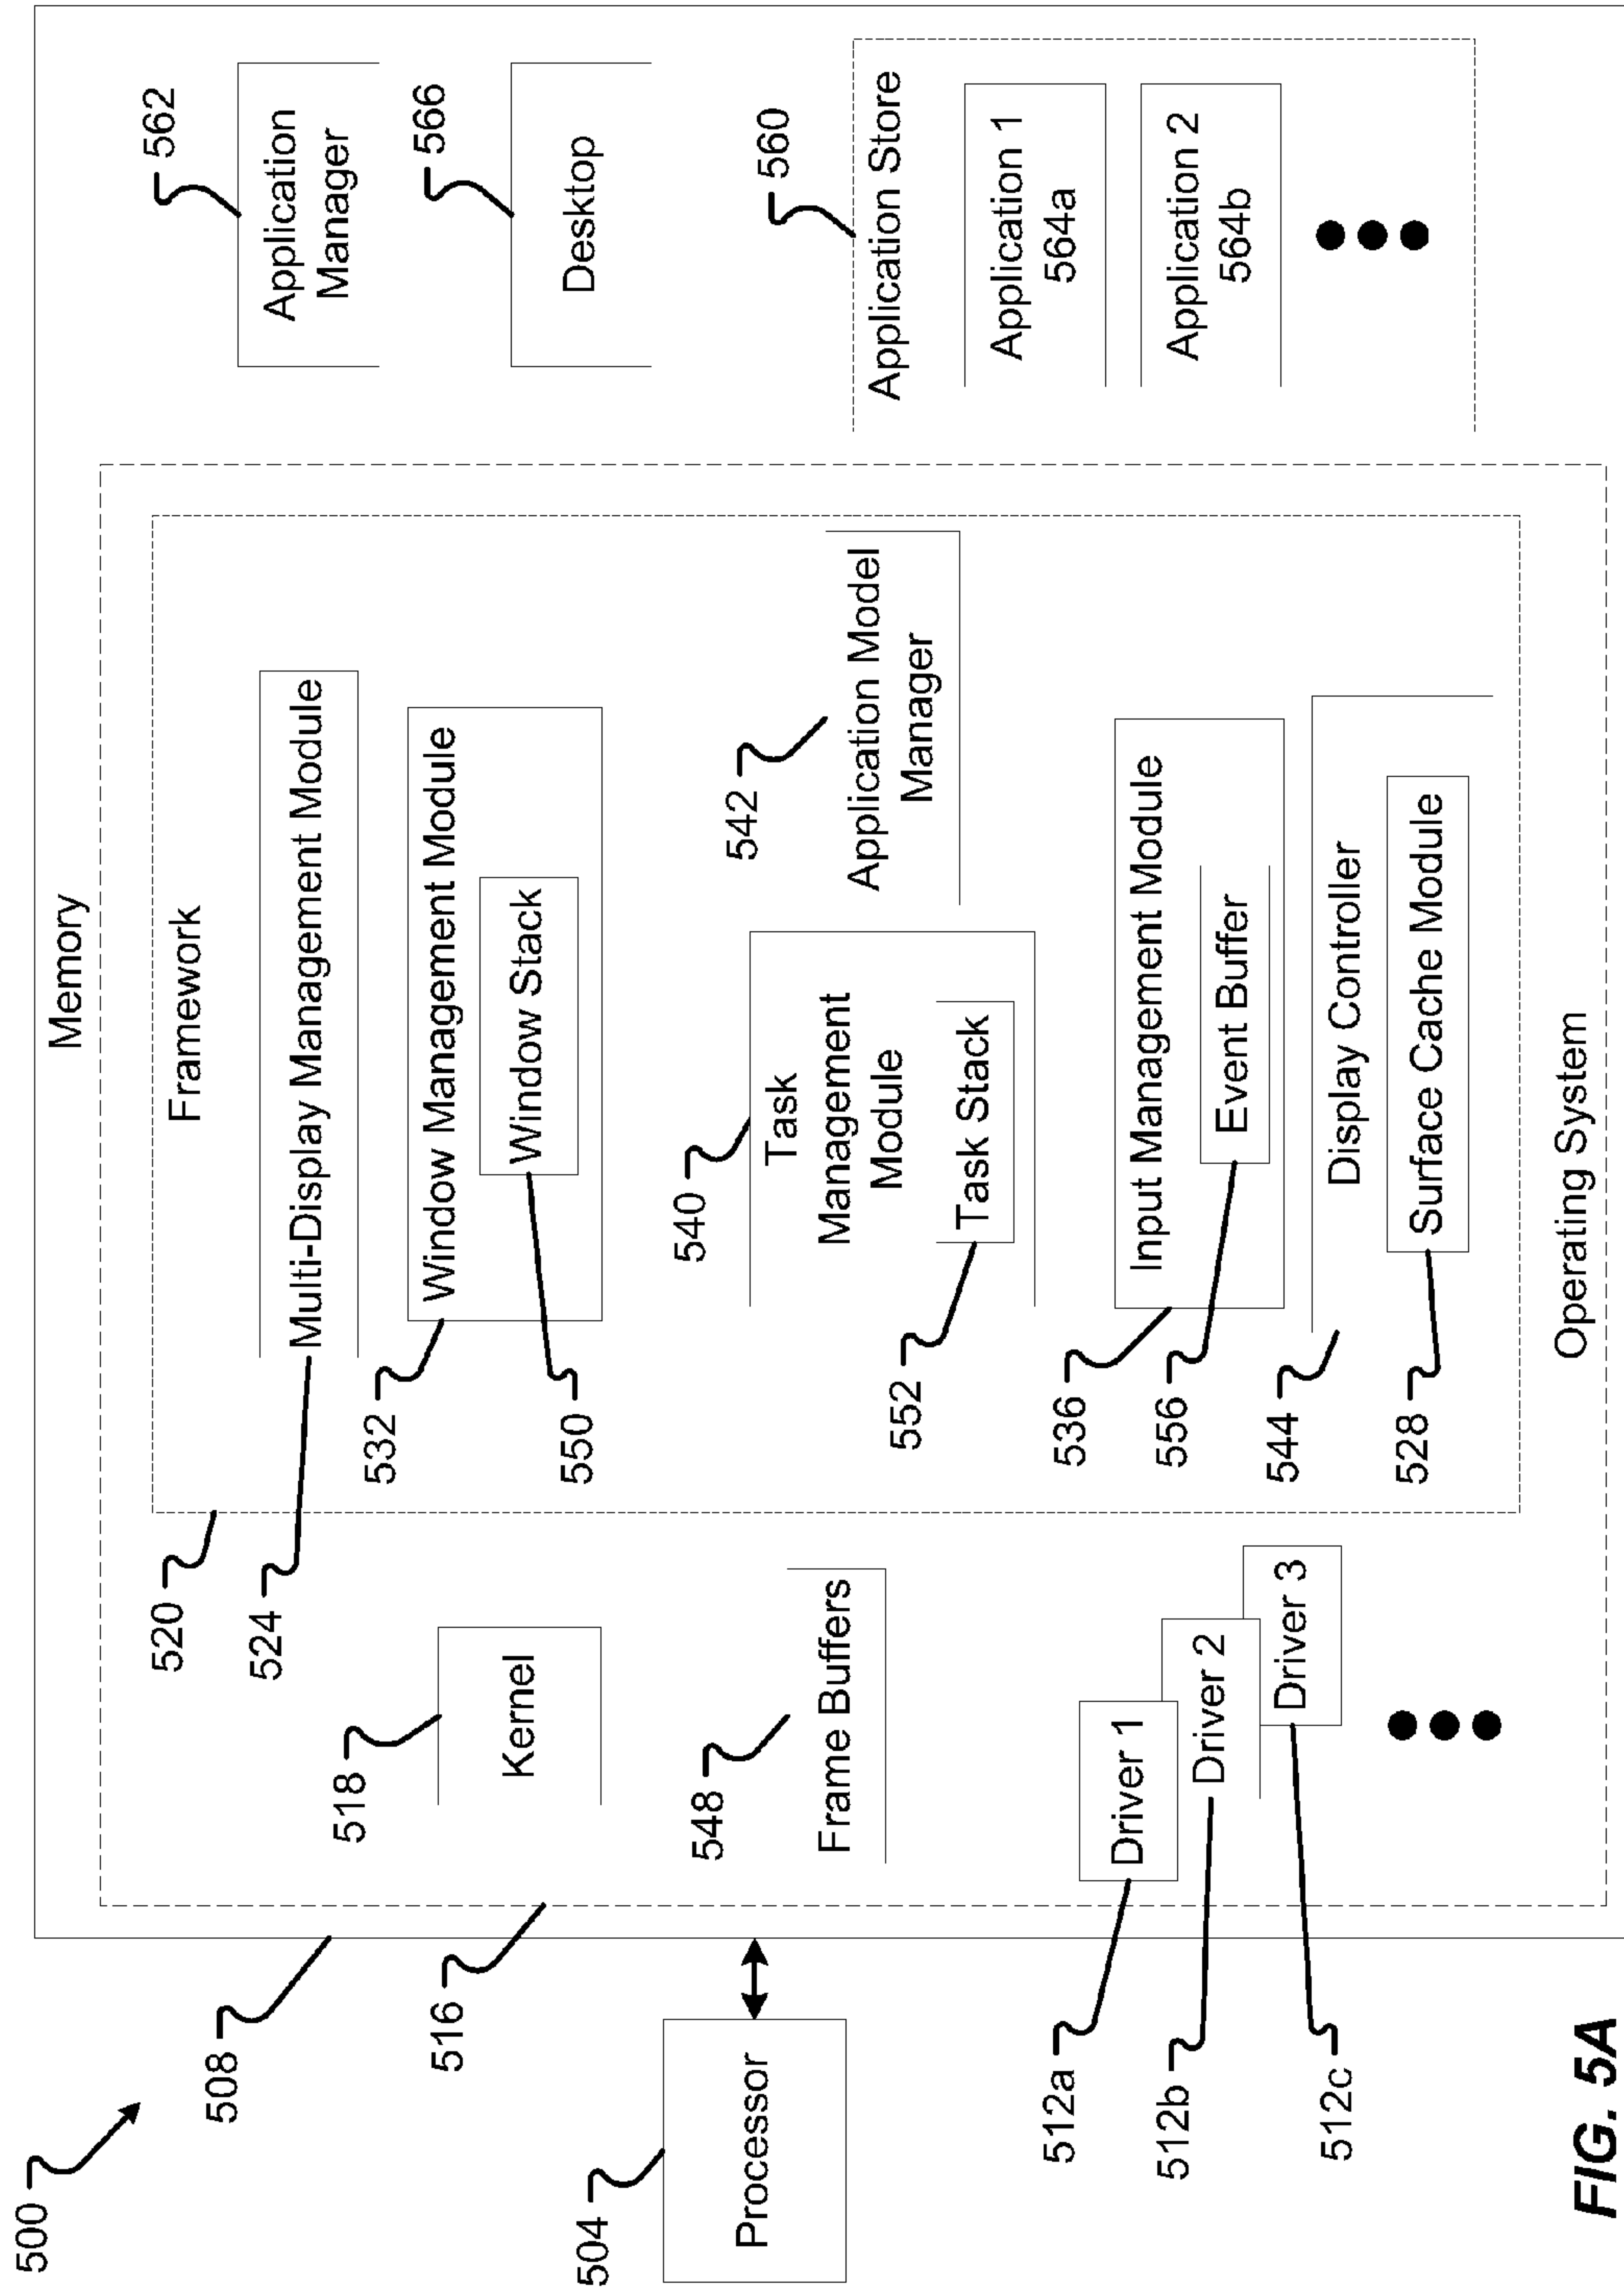 500
508
Memory
504
Processor
516
Operating System
518
Kernel
548
Frame Buffers
512a
Driver 1
512b
Driver 2
512c
Driver 3
520
Framework
524
Multi-Display Management Module
532
Window Management Module
550
Window Stack
540
Task
Management
Module
552
Task Stack
542
Application Model
Manager
536
Input Management Module
556
Event Buffer
544
Display Controller
528
Surface Cache Module
562
Application
Manager
566
Desktop
560
Application Store
Application 1
564a
Application 2
564b
FIG. 5A